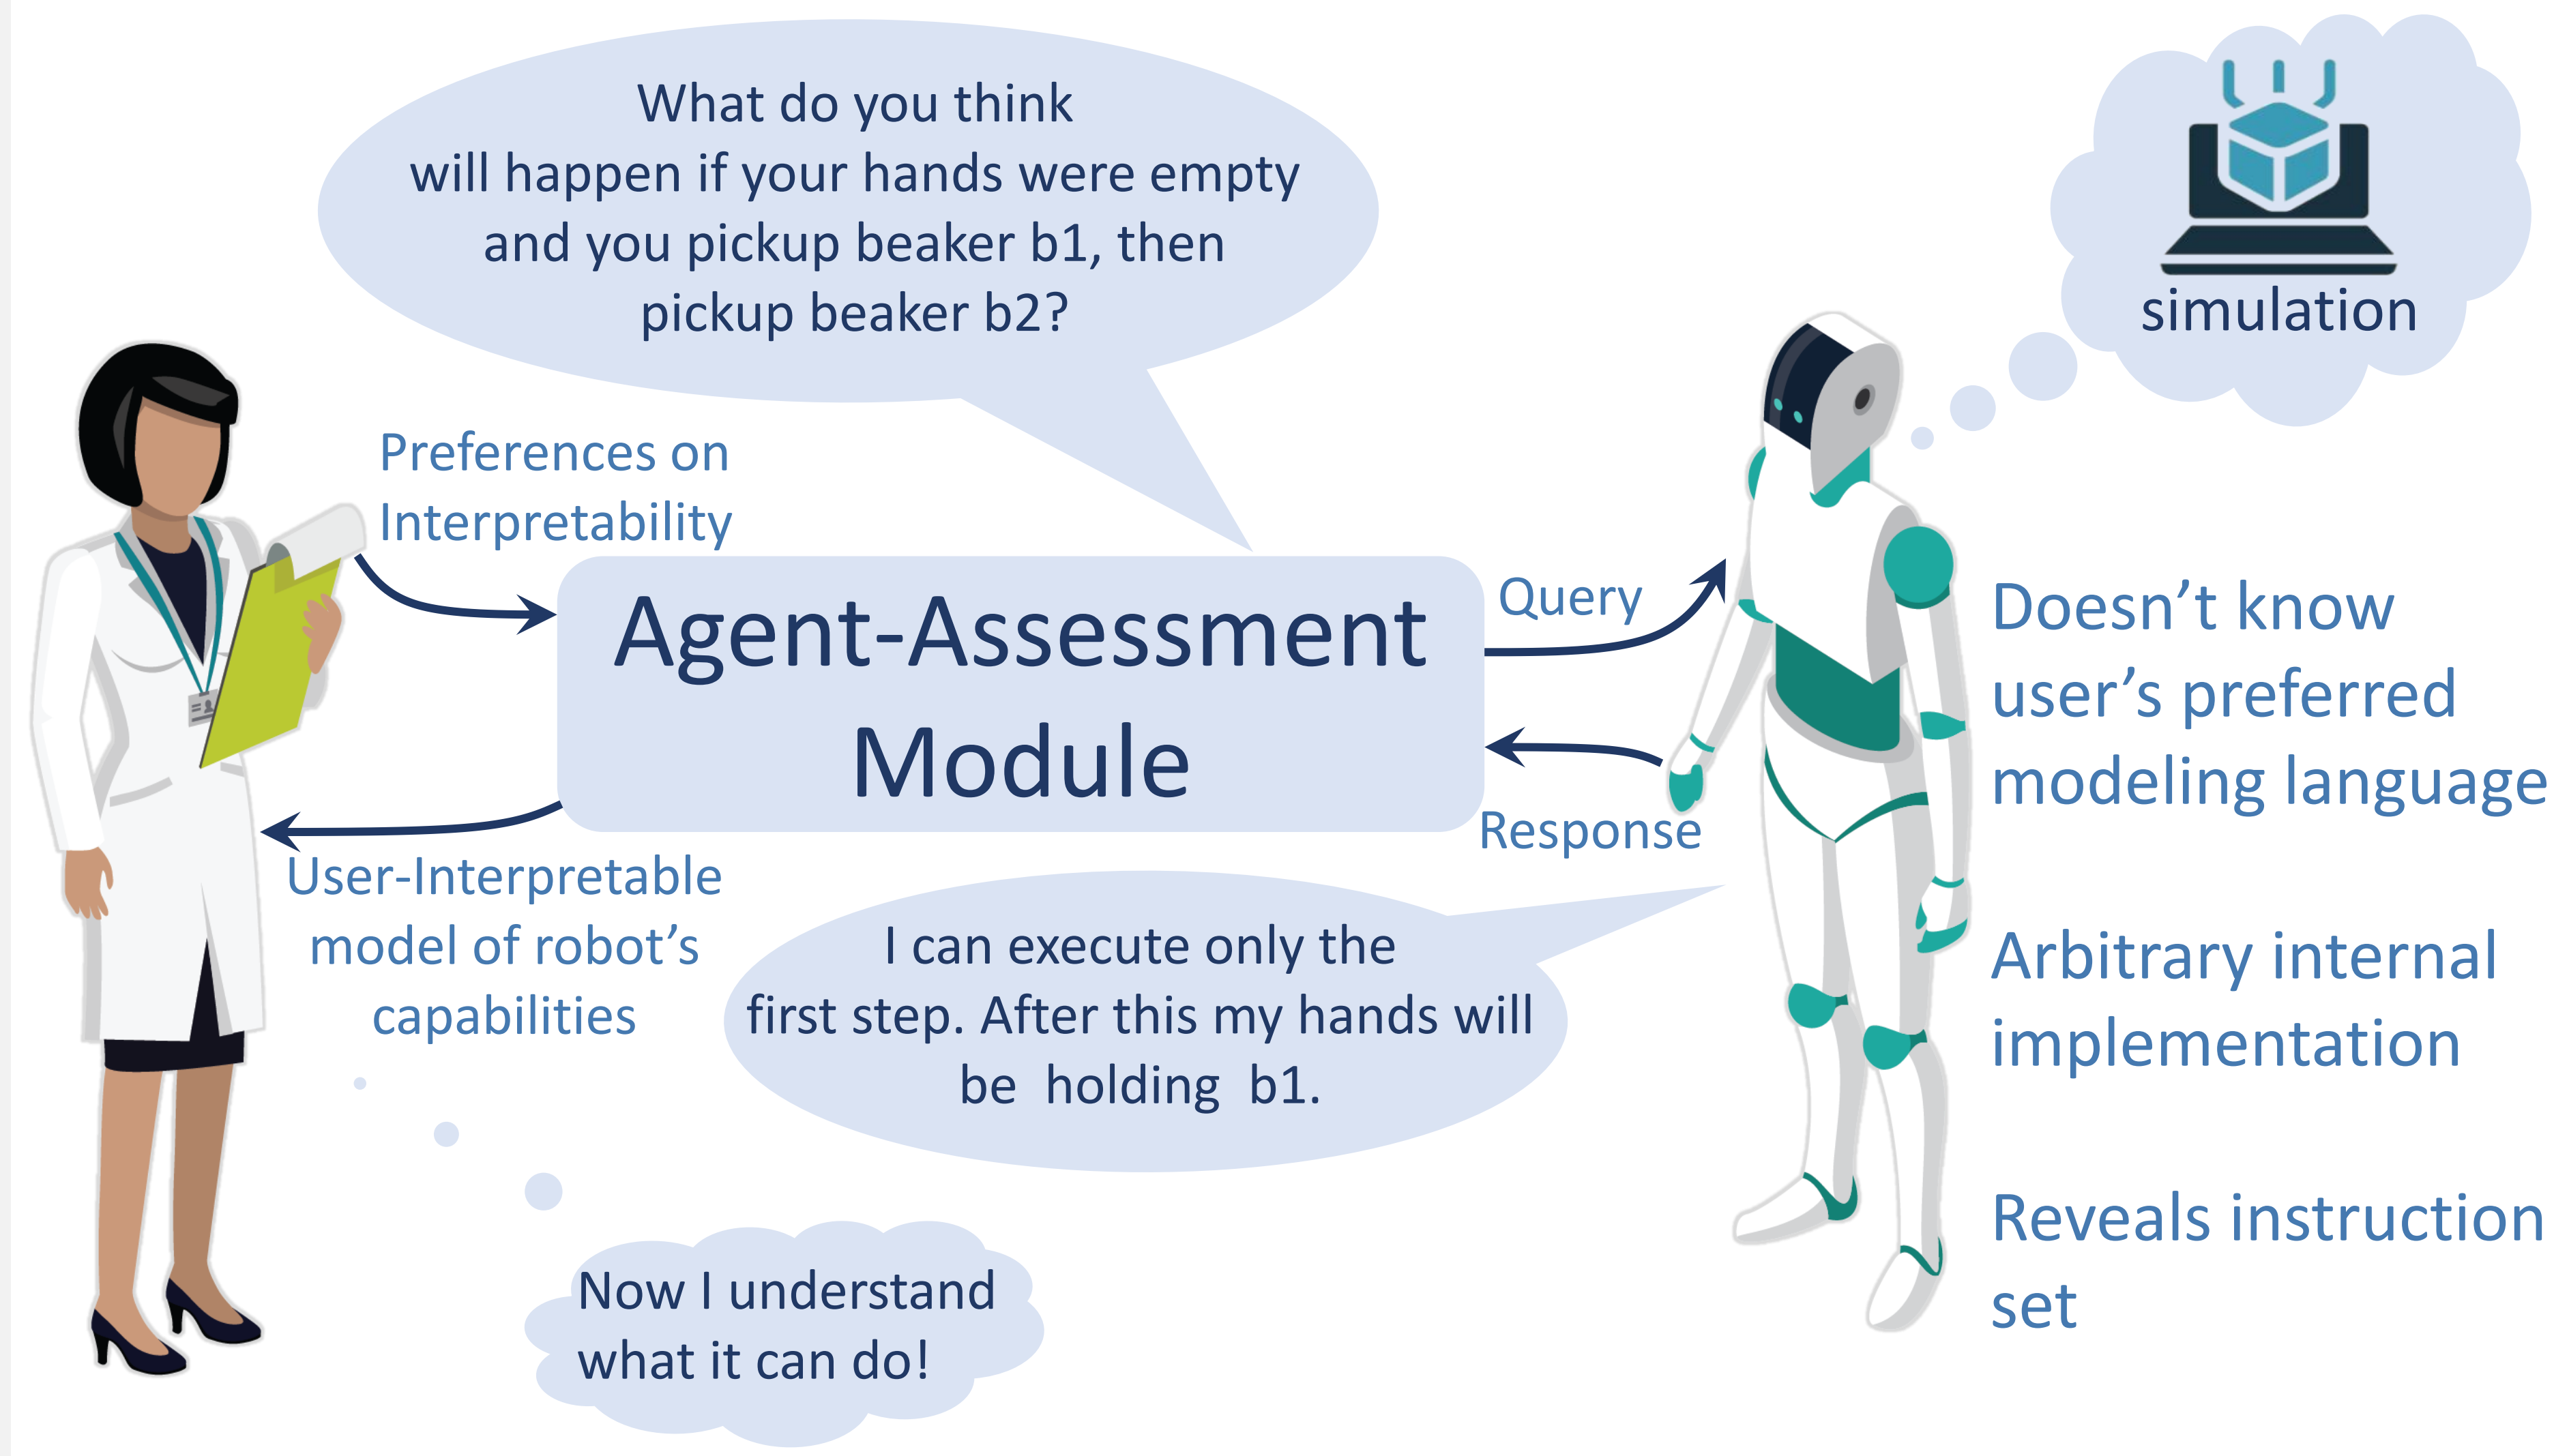 What do you think
will happen if your hands were empty
and you pickup beaker b1, then
pickup beaker b2?
simulation
Preferences on
Interpretability
Agent-Assessment
Module
Query
Response
Doesn’t know
user’s preferred
modeling language
User-Interpretable
model of robot’s
capabilities
I can execute only the
first step. After this my hands will
be holding b1.
Arbitrary internal
implementation
Reveals instruction
set
Now I understand
what it can do!